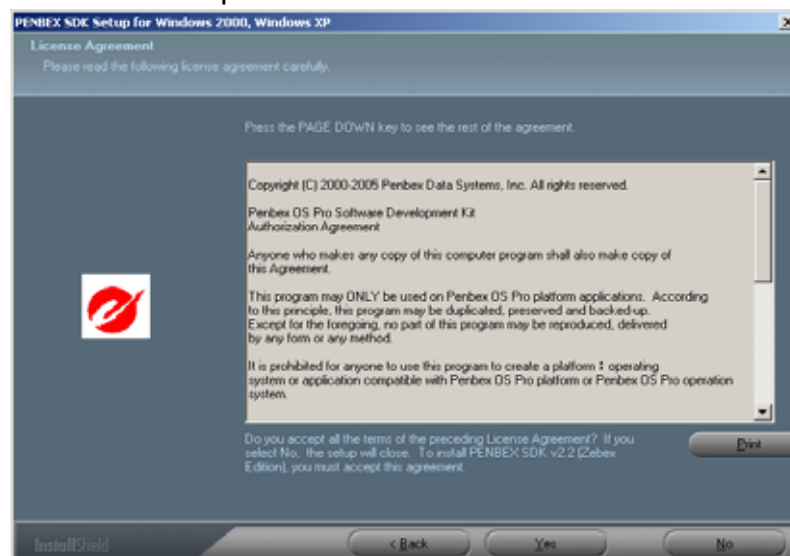 PENBEX SDK Setup for Windows 2000, Windows XP
License Agreement
Please read the following license agreement carefully.
Press the PAGE DOWN key to see the rest of the agreement.
Copyright (C) 2000-2005 Penbex Data Systems, Inc. All rights reserved.
Penbex OS Pro Software Development Kit
Authorization Agreement
Anyone who makes any copy of this computer program shall also make copy of
this Agreement.
This program may ONLY be used on Penbex OS Pro platform applications. According
to this principle, this program may be duplicated, preserved and backed-up.
Except for the foregoing, no part of this program may be reproduced, delivered
by any form or any method.
It is prohibited for anyone to use this program to create a platform operating
system or application compatible with Penbex OS Pro platform or Penbex OS Pro operation
system.
Do you accept all the terms of the preceding License Agreement? If you
select No, the setup will close. To install PENBEX SDK v2.2 (Zebex
Edition), you must accept this agreement.
Print
InstallShield
< Back
Yes
No